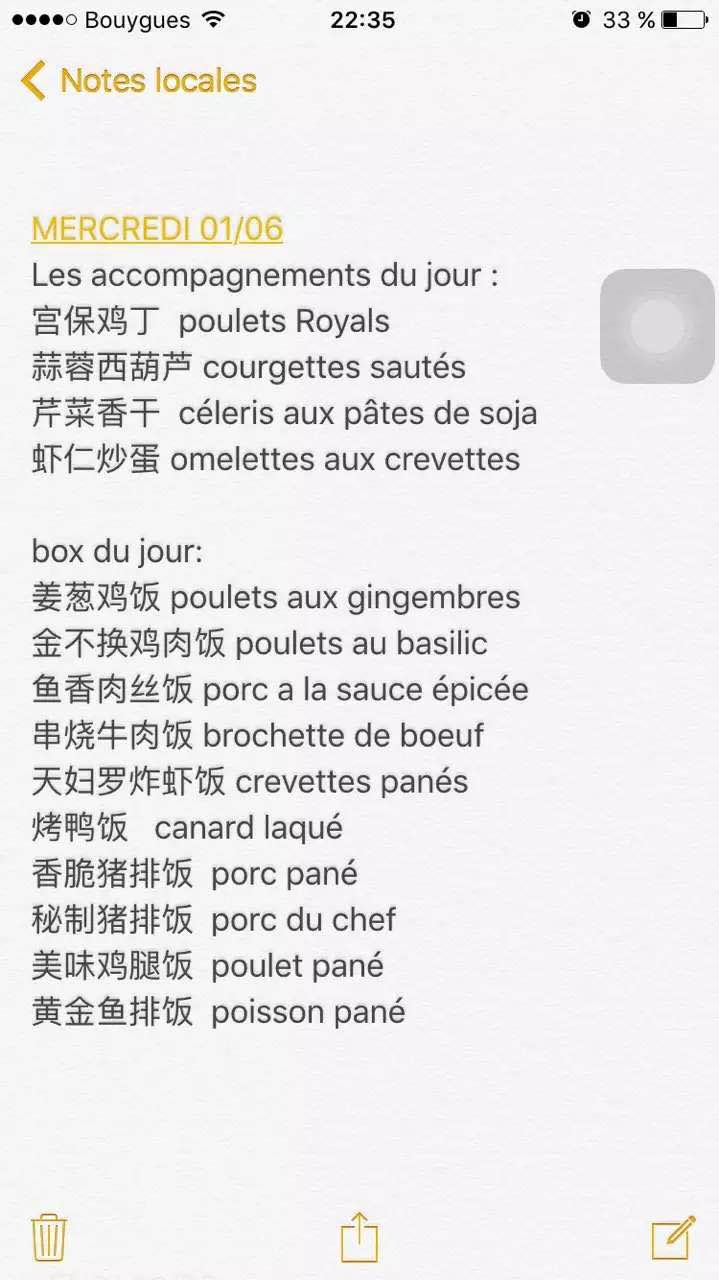 Bouygues 22:35 33 %
Notes locales
MERCREDI 01/06
Les accompagnements du jour :
宫保鸡丁 poulets Royals
蒜蓉西葫芦 courgettes sautés
芹菜香干 céleris aux pâtes de soja
虾仁炒蛋 omelettes aux crevettes
box du jour:
姜葱鸡饭 poulets aux gingembres
金不换鸡肉饭 poulets au basilic
鱼香肉丝饭 porc a la sauce épicée
串烧牛肉饭 brochette de boeuf
天妇罗炸虾饭 crevettes panés
烤鸭饭 canard laqué
香脆猪排饭 porc pané
秘制猪排饭 porc du chef
美味鸡腿饭 poulet pané
黄金鱼排饭 poisson pané